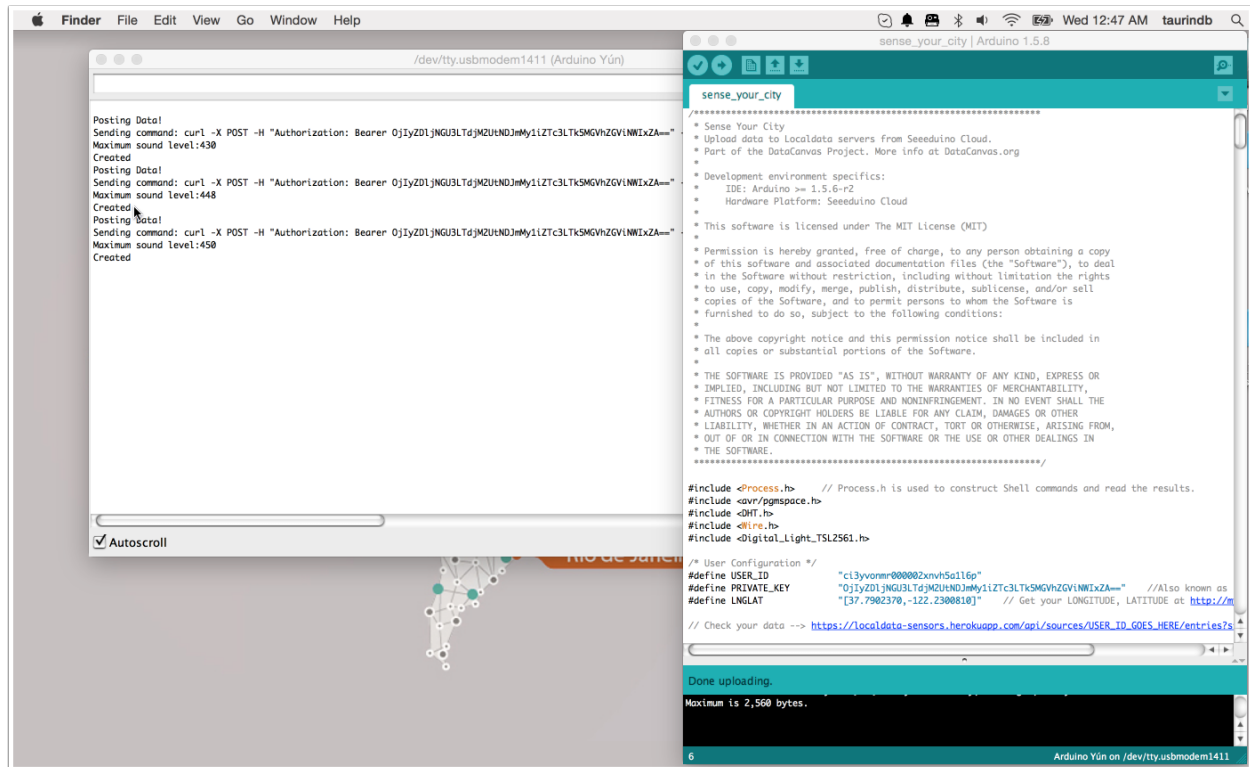 Finder File Edit View Go Window Help Wed 12:47 AM taurindb
/dev/tty.usbmodem1411 (Arduino Yún)
Posting Data!
Sending command: curl -X POST -H "Authorization: Bearer OjIyZDljNGU3LTdjM2UtNDJmMy1iZTc3LTk5MGVhZGViNWIxZA==" -
Maximum sound level:430
Created
Posting Data!
Sending command: curl -X POST -H "Authorization: Bearer OjIyZDljNGU3LTdjM2UtNDJmMy1iZTc3LTk5MGVhZGViNWIxZA==" -
Maximum sound level:448
Created
Posting Data!
Sending command: curl -X POST -H "Authorization: Bearer OjIyZDljNGU3LTdjM2UtNDJmMy1iZTc3LTk5MGVhZGViNWIxZA==" -
Maximum sound level:450
Created
Autoscroll
Rio de Janei
sense_your_city | Arduino 1.5.8
sense_your_city
/******************************************************************
* Sense Your City
* Upload data to Localdata servers from Seeeduino Cloud.
* Part of the DataCanvas Project. More info at DataCanvas.org
*
* Development environment specifics:
* IDE: Arduino >= 1.5.6-r2
* Hardware Platform: Seeeduino Cloud
*
* This software is licensed under The MIT License (MIT)
*
* Permission is hereby granted, free of charge, to any person obtaining a copy
* of this software and associated documentation files (the "Software"), to deal
* in the Software without restriction, including without limitation the rights
* to use, copy, modify, merge, publish, distribute, sublicense, and/or sell
* copies of the Software, and to permit persons to whom the Software is
* furnished to do so, subject to the following conditions:
*
* The above copyright notice and this permission notice shall be included in
* all copies or substantial portions of the Software.
*
* THE SOFTWARE IS PROVIDED "AS IS", WITHOUT WARRANTY OF ANY KIND, EXPRESS OR
* IMPLIED, INCLUDING BUT NOT LIMITED TO THE WARRANTIES OF MERCHANTABILITY,
* FITNESS FOR A PARTICULAR PURPOSE AND NONINFRINGEMENT. IN NO EVENT SHALL THE
* AUTHORS OR COPYRIGHT HOLDERS BE LIABLE FOR ANY CLAIM, DAMAGES OR OTHER
* LIABILITY, WHETHER IN AN ACTION OF CONTRACT, TORT OR OTHERWISE, ARISING FROM,
* OUT OF OR IN CONNECTION WITH THE SOFTWARE OR THE USE OR OTHER DEALINGS IN
* THE SOFTWARE.
******************************************************************/
#include <Process.h> // Process.h is used to construct Shell commands and read the results.
#include <avr/pgmspace.h>
#include <DHT.h>
#include <Wire.h>
#include <Digital_Light_TSL2561.h>
/* User Configuration */
#define USER_ID "ci3yvonmr000002xnvh5a1l6p"
#define PRIVATE_KEY "OjIyZDljNGU3LTdjM2UtNDJmMy1iZTc3LTk5MGVhZGViNWIxZA==" //Also known as
#define LNGLAT "[37.7902370,-122.2300810]" // Get your LONGITUDE, LATITUDE at http://m
// Check your data --> https://localdata-sensors.herokuapp.com/api/sources/USER_ID_GOES_HERE/entries?s
Done uploading.
Maximum is 2,560 bytes.
6 Arduino Yún on /dev/tty.usbmodem1411